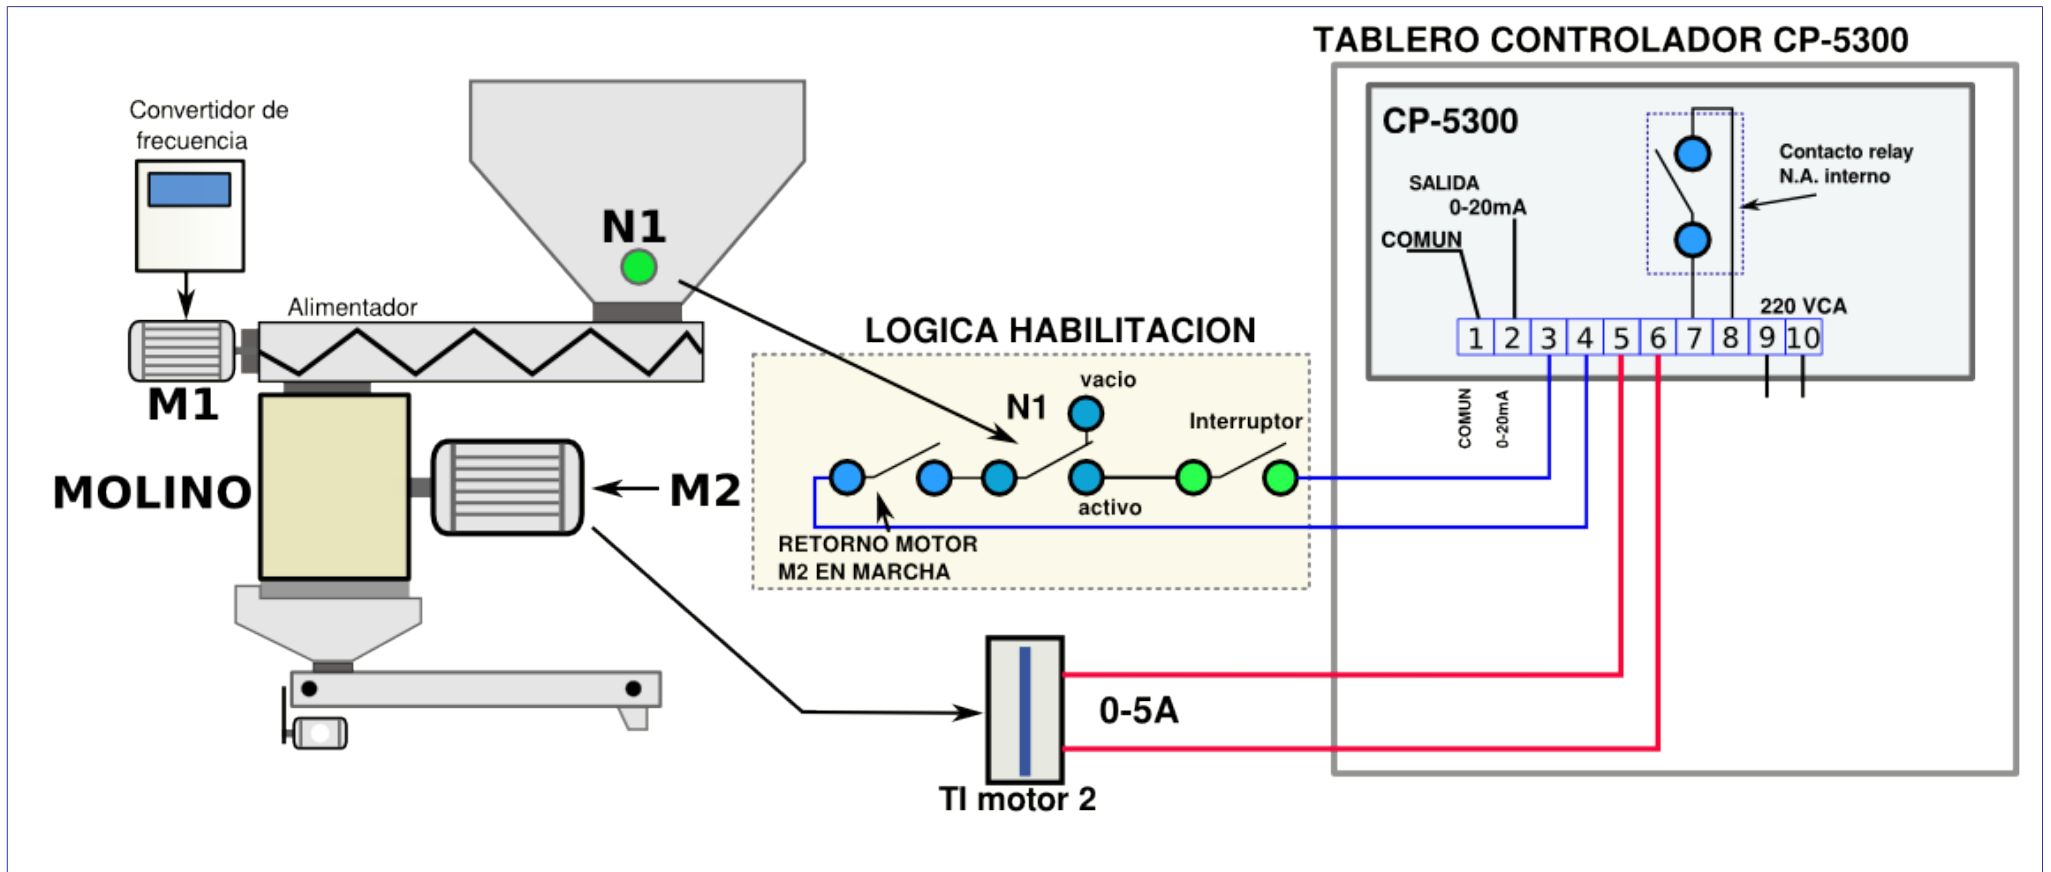 TABLERO CONTROLADOR CP-5300
Convertidor de
frecuencia
CP-5300
Contacto relay
N.A. interno
SALIDA
0-20mA
COMUN
N1
Alimentador
220 VCA
1 2 3 4 5 6 7 8 9 10
M1
LOGICA HABILITACION
vacio
N1
Interruptor
COMUN
0-20mA
MOLINO
M2
activo
RETORNO MOTOR
M2 EN MARCHA
0-5A
TI motor 2